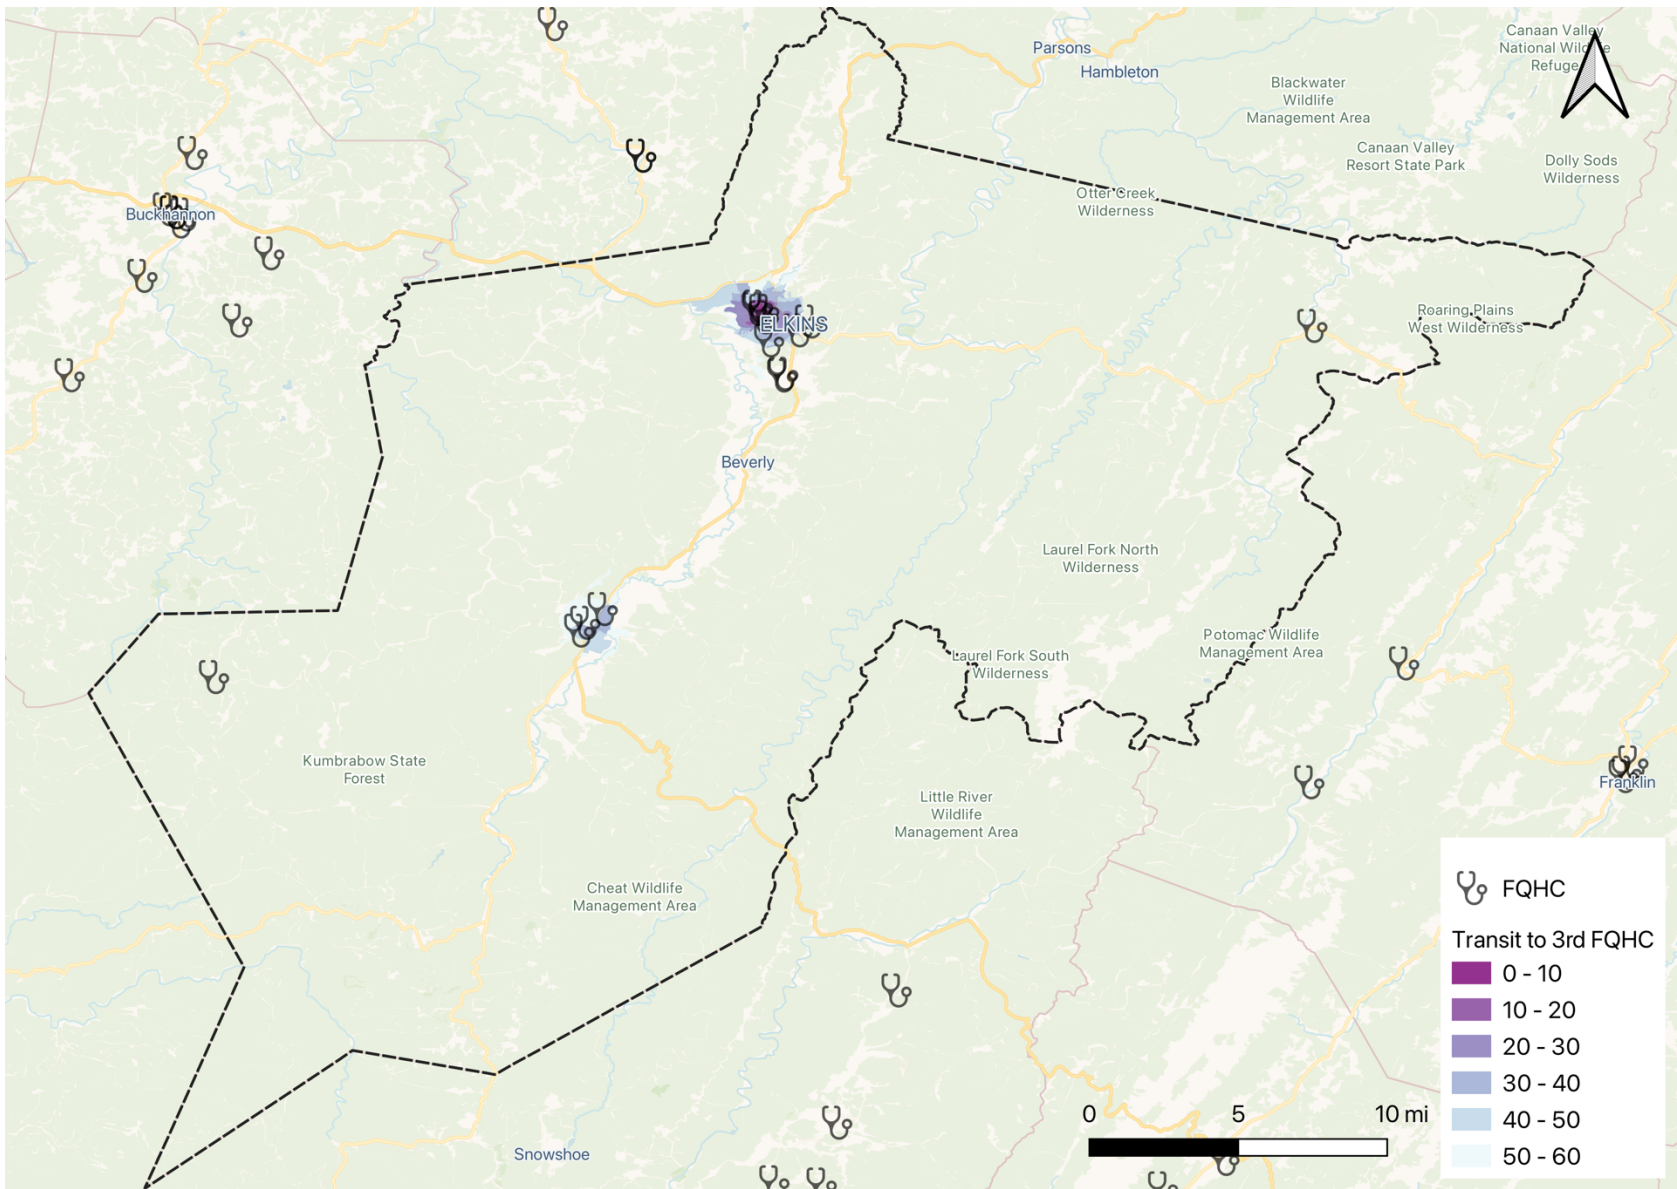 Canaan Valley
National Wildlife
Refuge
Parsons
Hambleton
Blackwater
Wildlife
Management Area
Canaan Valley
Resort State Park
Dolly Sods
Wilderness
Otter Creek
Wilderness
Buckhannon
Roaring Plains
West Wilderness
ELKINS
Beverly
Laurel Fork North
Wilderness
Potomac Wildlife
Management Area
Laurel Fork South
Wilderness
Kumbrabow State
Forest
Franklin
Little River
Wildlife
Management Area
Cheat Wildlife
Management Area
Snowshoe
FQHC
Transit to 3rd FQHC
0 - 10
10 - 20
20 - 30
30 - 40
40 - 50
50 - 60
0 5 10 mi